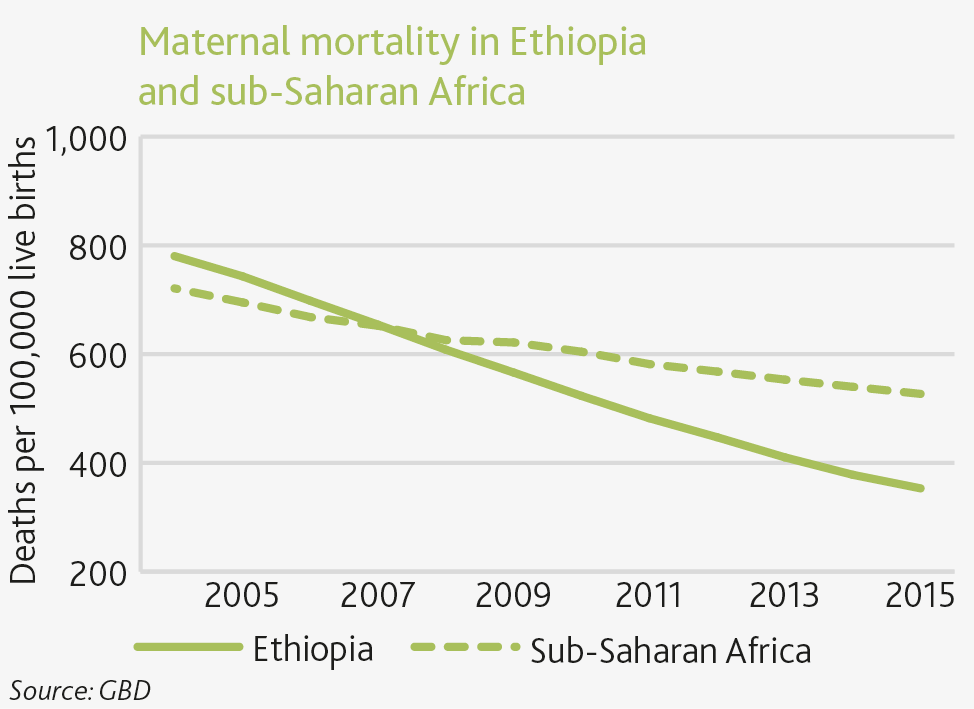 Maternal mortality in Ethiopia
and sub-Saharan Africa
Deaths per 100,000 live births
1,000
800
600
400
200
2005 2007 2009 2011 2013 2015
Ethiopia Sub-Saharan Africa
Source: GBD